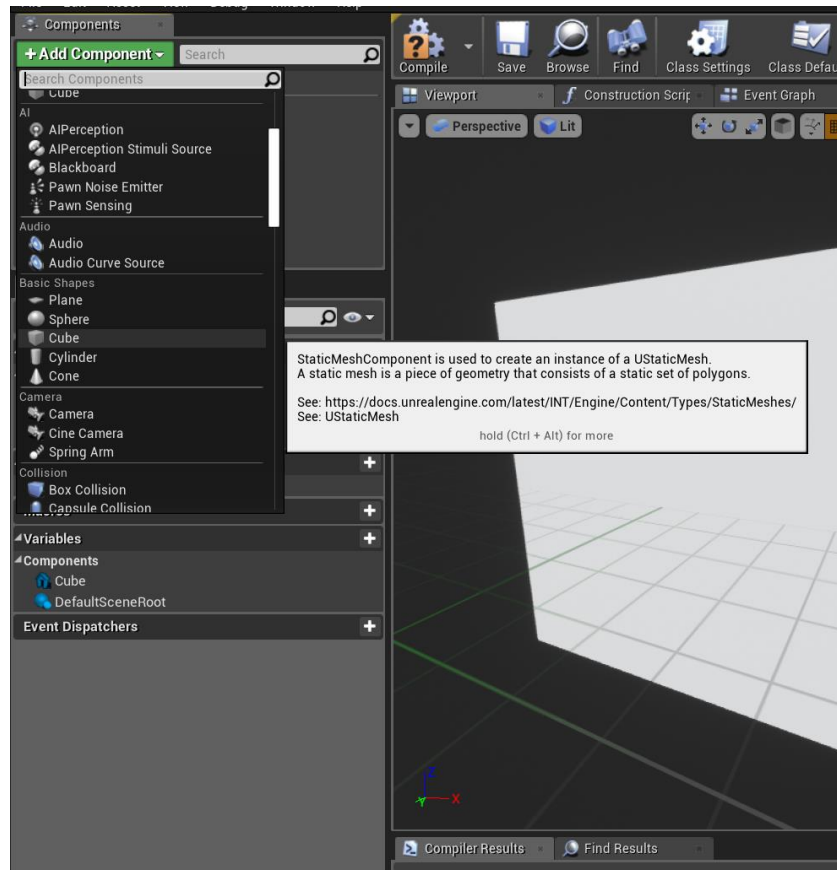 Components
+Add Component
Search
Search Components
Cube
AI
AIPerception
AIPerception Stimuli Source
Blackboard
Pawn Noise Emitter
Pawn Sensing
Audio
Audio
Audio Curve Source
Basic Shapes
Plane
Sphere
Cube
Cylinder
Cone
Camera
Camera
Cine Camera
Spring Arm
Collision
Box Collision
Capsule Collision
Variables
Components
Cube
DefaultSceneRoot
Event Dispatchers
Compile
Save
Browse
Find
Class Settings
Class Defau
Viewport
Construction Scrip
Event Graph
Perspective
Lit
StaticMeshComponent is used to create an instance of a UStaticMesh.
A static mesh is a piece of geometry that consists of a static set of polygons.
See: https://docs.unrealengine.com/latest/INT/Engine/Content/Types/StaticMeshes/
See: UStaticMesh
hold (Ctrl + Alt) for more
Z
Y
X
Compiler Results
Find Results